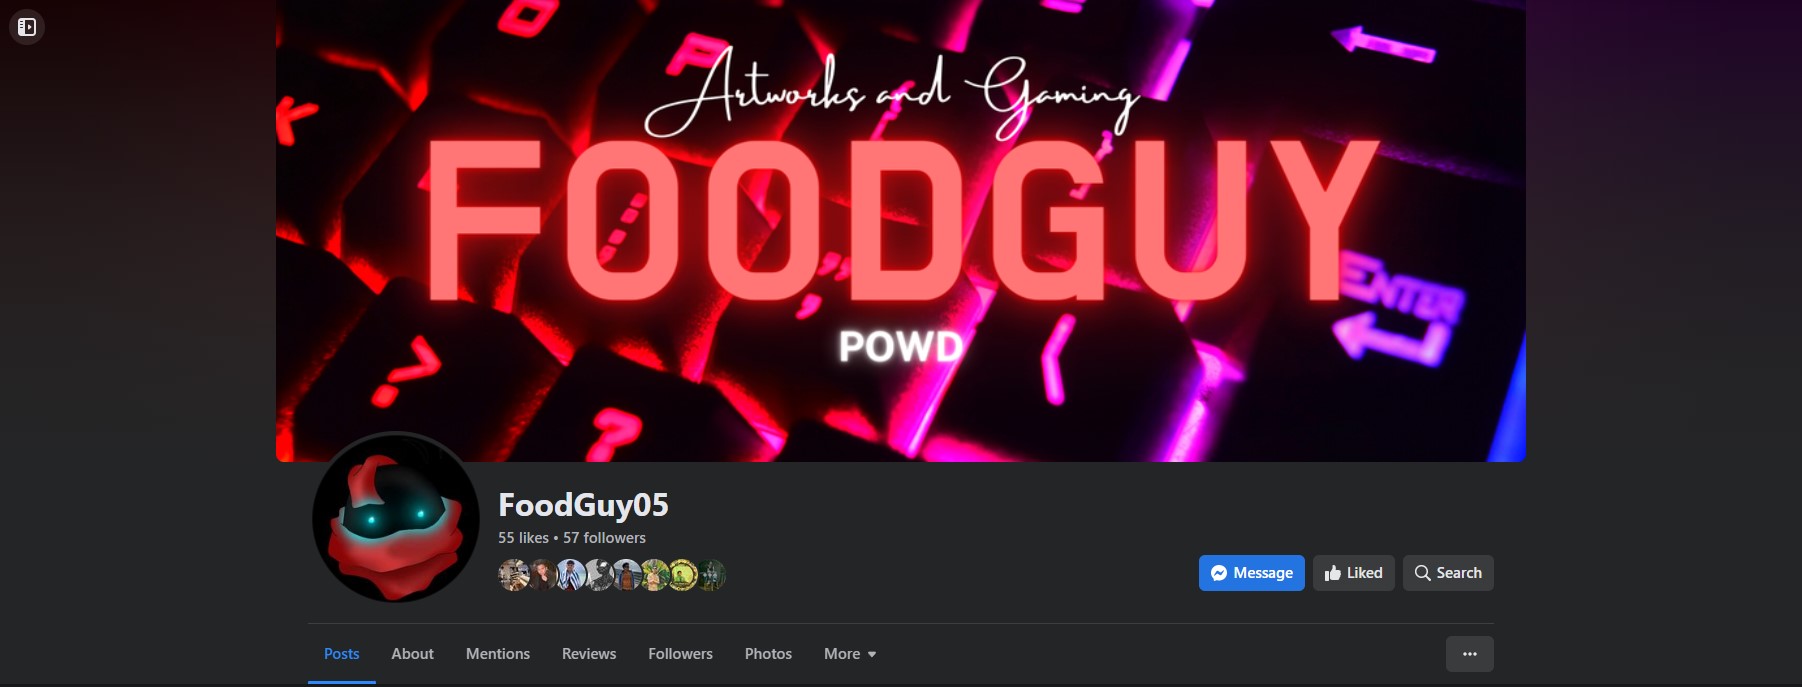 Artworks and Gaming
FOODGUY
ENTER
POWD
FoodGuy05
55 likes • 57 followers
Message
Liked
Search
Posts
About
Mentions
Reviews
Followers
Photos
More